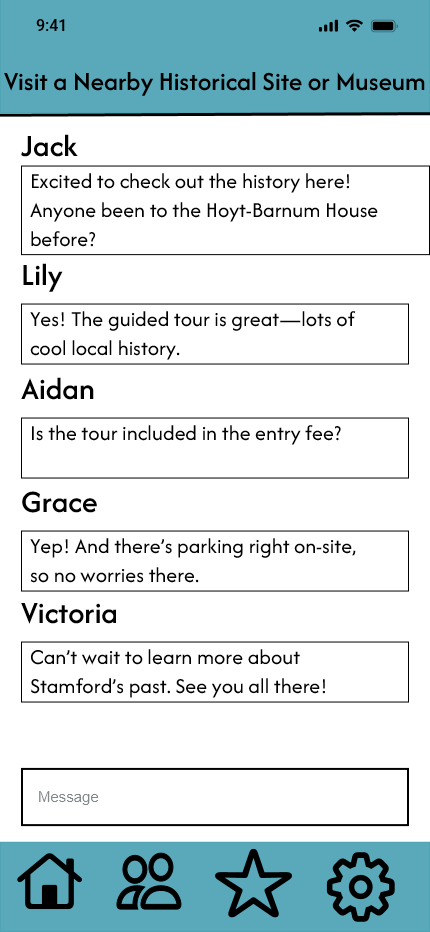 9:41
Visit a Nearby Historical Site or Museum
Jack
Excited to check out the history here!
Anyone been to the Hoyt-Barnum House
before?
Lily
Yes! The guided tour is great—lots of
cool local history.
Aidan
Is the tour included in the entry fee?
Grace
Yep! And there’s parking right on-site,
so no worries there.
Victoria
Can’t wait to learn more about
Stamford’s past. See you all there!
Message